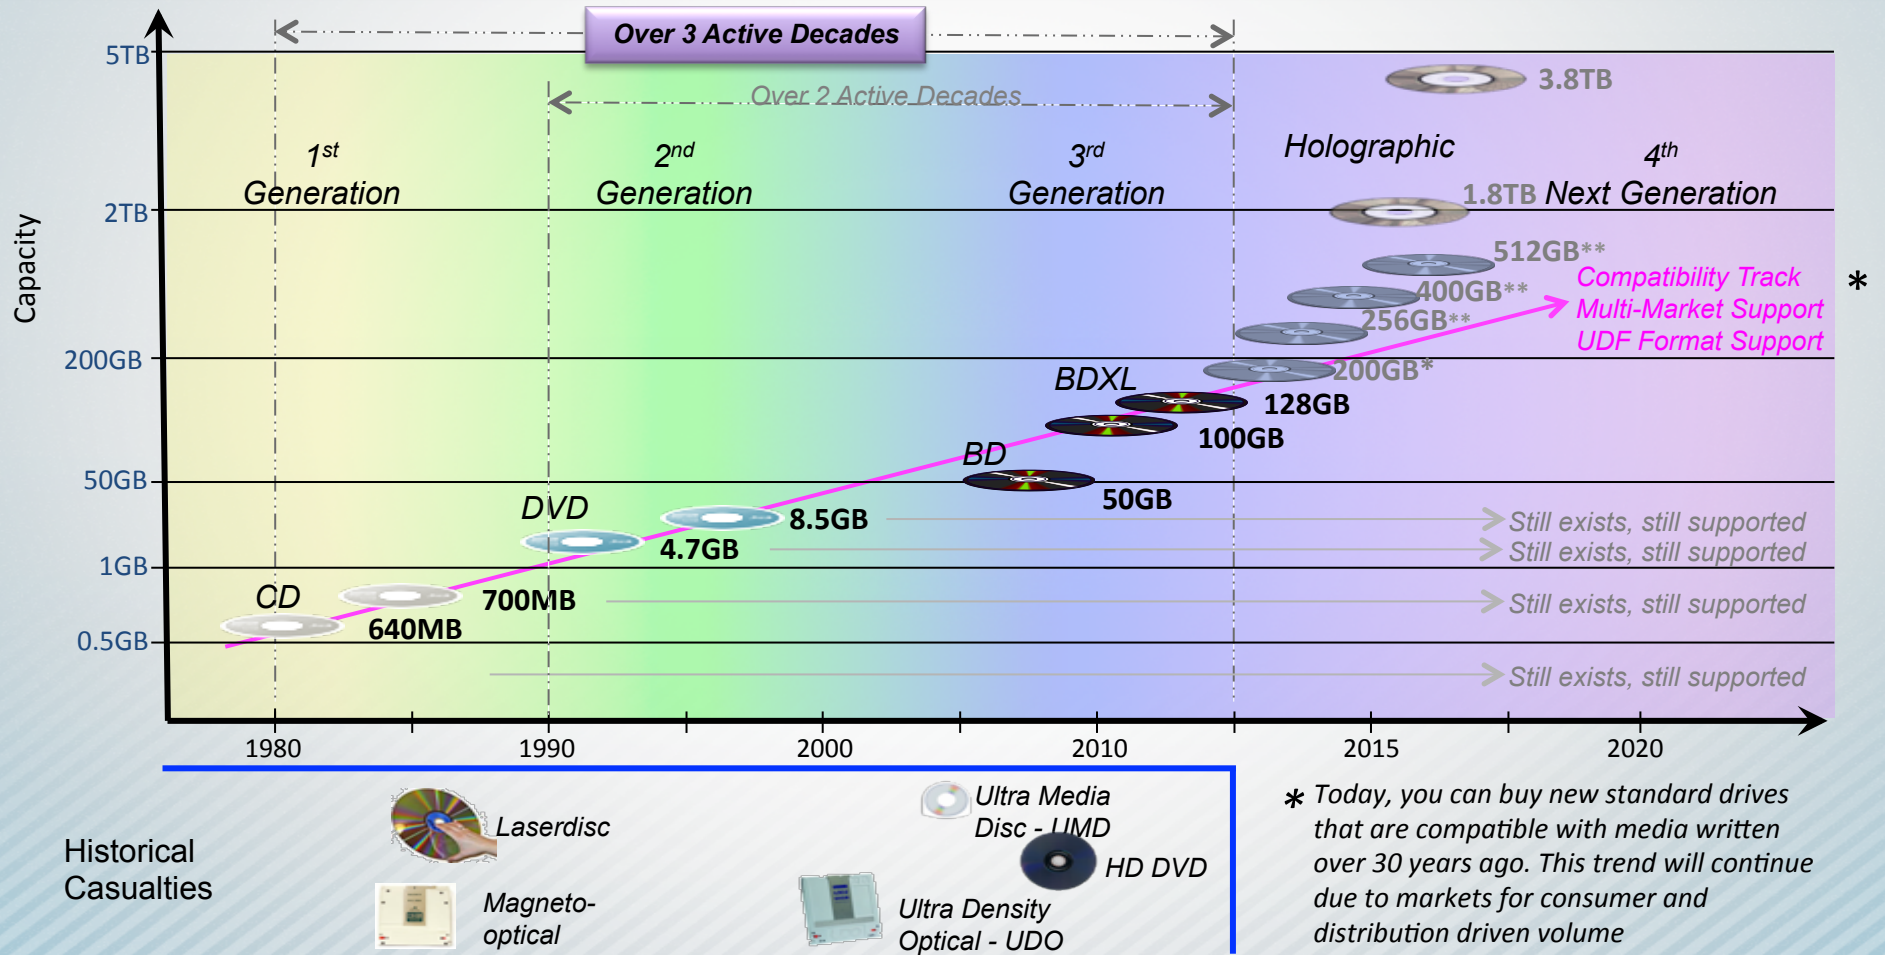 Over 3 Active Decades
5TB
Over 2 Active Decades
3.8TB
1st
Generation
2nd
Generation
3rd
Generation
Holographic
4th
Next Generation
1.8TB
2TB
Capacity
512GB**
400GB**
256GB**
Compatibility Track
Multi-Market Support
UDF Format Support
*
200GB
200GB*
BDXL
128GB
100GB
BD
50GB
50GB
DVD
8.5GB
Still exists, still supported
4.7GB
Still exists, still supported
1GB
CD
700MB
Still exists, still supported
640MB
0.5GB
Still exists, still supported
1980
1990
2000
2010
2015
2020
Historical
Casualties
Laserdisc
Magneto-
optical
Ultra Media
Disc - UMD
HD DVD
Ultra Density
Optical - UDO
* Today, you can buy new standard drives
that are compatible with media written
over 30 years ago. This trend will continue
due to markets for consumer and
distribution driven volume